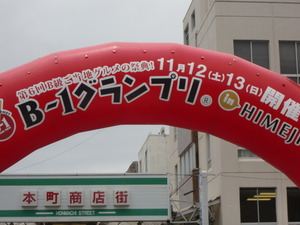 第6回B級ご当地グルメの祭典! 11月12(土)13(日)開催
B-1グランプリ® in HIMEJI
本町商店街
HONMACHI STREET